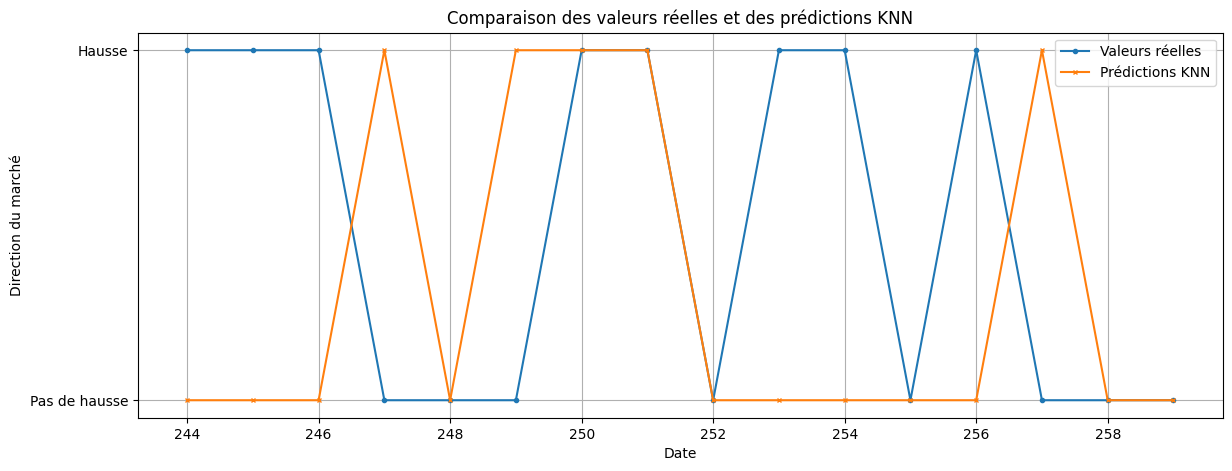 Comparaison des valeurs réelles et des prédictions KNN
Hausse
Valeurs réelles
Prédictions KNN
Direction du marché
Pas de hausse
244 246 248 250 252 254 256 258
Date